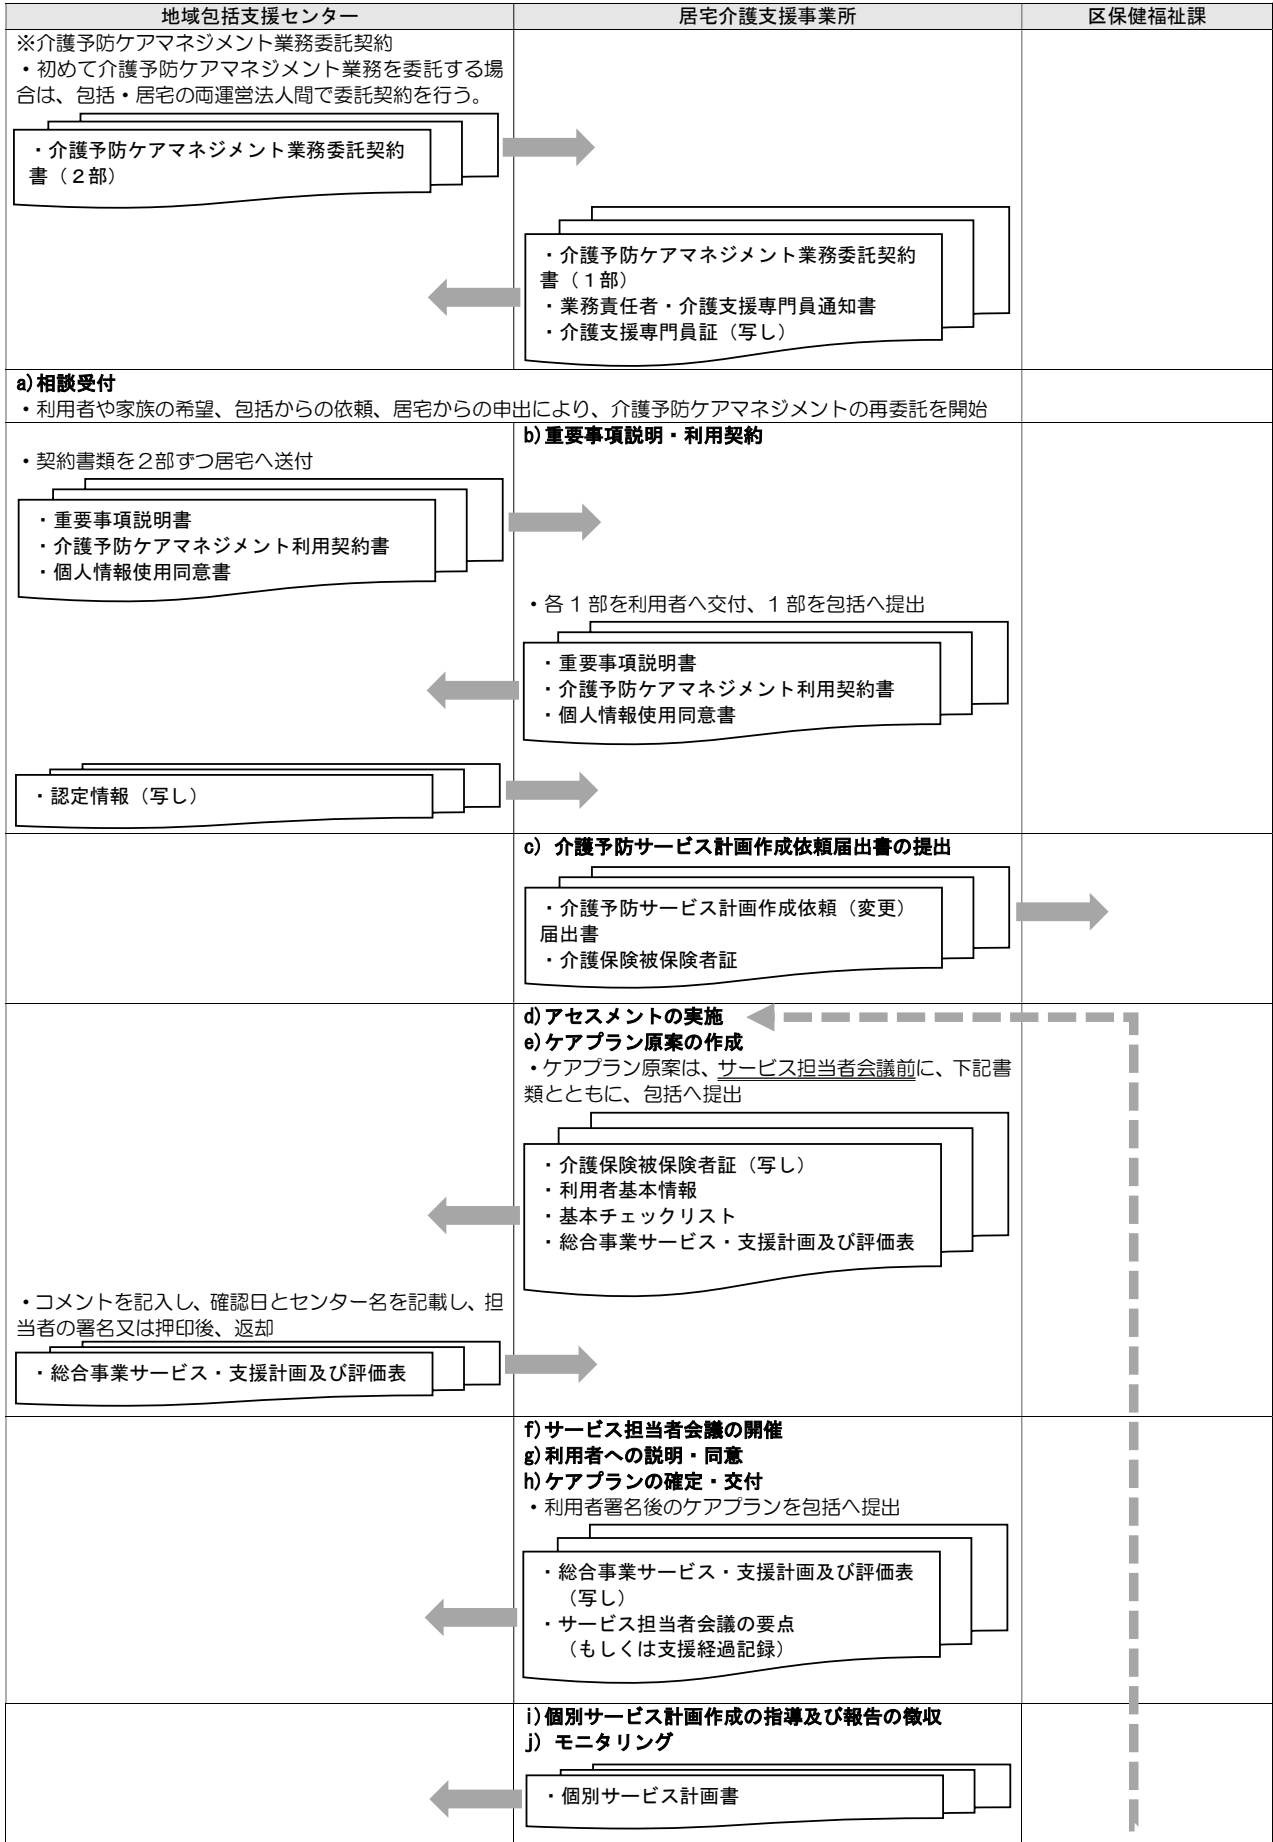 地域包括支援センター
居宅介護支援事業所
区保健福祉課
※介護予防ケアマネジメント業務委託契約
・初めて介護予防ケアマネジメント業務を委託する場
合は、包括・居宅の両運営法人間で委託契約を行う。
・介護予防ケアマネジメント業務委託契約
書（２部）
・介護予防ケアマネジメント業務委託契約
書（１部）
・業務責任者・介護支援専門員通知書
・介護支援専門員証（写し）
a)相談受付
・利用者や家族の希望、包括からの依頼、居宅からの申出により、介護予防ケアマネジメントの再委託を開始
b)重要事項説明・利用契約
・契約書類を２部ずつ居宅へ送付
・重要事項説明書
・介護予防ケアマネジメント利用契約書
・個人情報使用同意書
・各１部を利用者へ交付、１部を包括へ提出
・重要事項説明書
・介護予防ケアマネジメント利用契約書
・個人情報使用同意書
・認定情報（写し）
c) 介護予防サービス計画作成依頼届出書の提出
・介護予防サービス計画作成依頼（変更）
届出書
・介護保険被保険者証
d)アセスメントの実施
e)ケアプラン原案の作成
・ケアプラン原案は、サービス担当者会議前に、下記書
類とともに、包括へ提出
・介護保険被保険者証（写し）
・利用者基本情報
・基本チェックリスト
・総合事業サービス・支援計画及び評価表
・コメントを記入し、確認日とセンター名を記載し、担
当者の署名又は押印後、返却
・総合事業サービス・支援計画及び評価表
f)サービス担当者会議の開催
g)利用者への説明・同意
h)ケアプランの確定・交付
・利用者署名後のケアプランを包括へ提出
・総合事業サービス・支援計画及び評価表
（写し）
・サービス担当者会議の要点
（もしくは支援経過記録）
i)個別サービス計画作成の指導及び報告の徴収
j) モニタリング
・個別サービス計画書